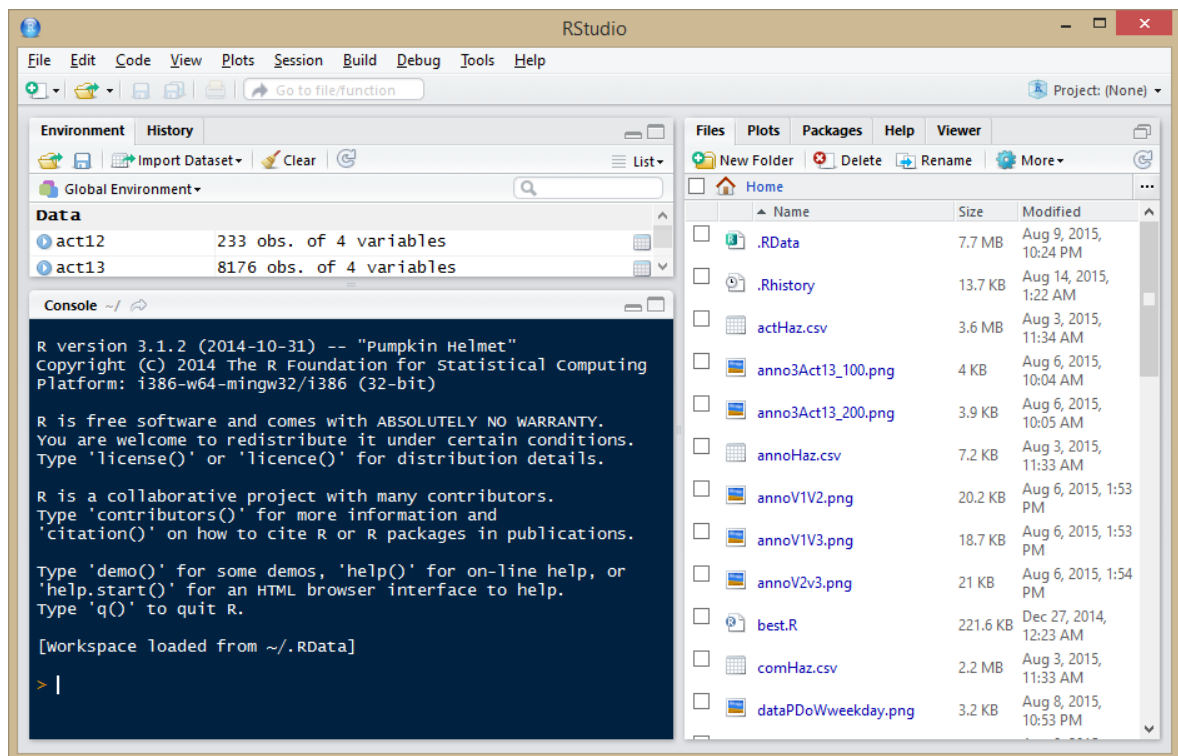 RStudio
File Edit Code View Plots Session Build Debug Tools Help
Go to file/function
Project: (None)
Environment History
Import Dataset Clear List
Global Environment
Data
act12 233 obs. of 4 variables
act13 8176 obs. of 4 variables
Console ~/
R version 3.1.2 (2014-10-31) -- "Pumpkin Helmet"
Copyright (C) 2014 The R Foundation for Statistical Computing
Platform: i386-w64-mingw32/i386 (32-bit)
R is free software and comes with ABSOLUTELY NO WARRANTY.
You are welcome to redistribute it under certain conditions.
Type 'license()' or 'licence()' for distribution details.
R is a collaborative project with many contributors.
Type 'contributors()' for more information and
'citation()' on how to cite R or R packages in publications.
Type 'demo()' for some demos, 'help()' for on-line help, or
'help.start()' for an HTML browser interface to help.
Type 'q()' to quit R.
[Workspace loaded from ~/.RData]
>
Files Plots Packages Help Viewer
New Folder Delete Rename More
Home ...
Name Size Modified
.RData 7.7 MB Aug 9, 2015,
10:24 PM
.Rhistory 13.7 KB Aug 14, 2015,
1:22 AM
actHaz.csv 3.6 MB Aug 3, 2015,
11:34 AM
anno3Act13_100.png 4 KB Aug 6, 2015,
10:04 AM
anno3Act13_200.png 3.9 KB Aug 6, 2015,
10:05 AM
annoHaz.csv 7.2 KB Aug 3, 2015,
11:33 AM
annoV1V2.png 20.2 KB Aug 6, 2015, 1:53
PM
annoV1V3.png 18.7 KB Aug 6, 2015, 1:53
PM
annoV2v3.png 21 KB Aug 6, 2015, 1:54
PM
best.R 221.6 KB Dec 27, 2014,
12:23 AM
comHaz.csv 2.2 MB Aug 3, 2015,
11:33 AM
dataPDoWweekday.png 3.2 KB Aug 8, 2015,
10:53 PM